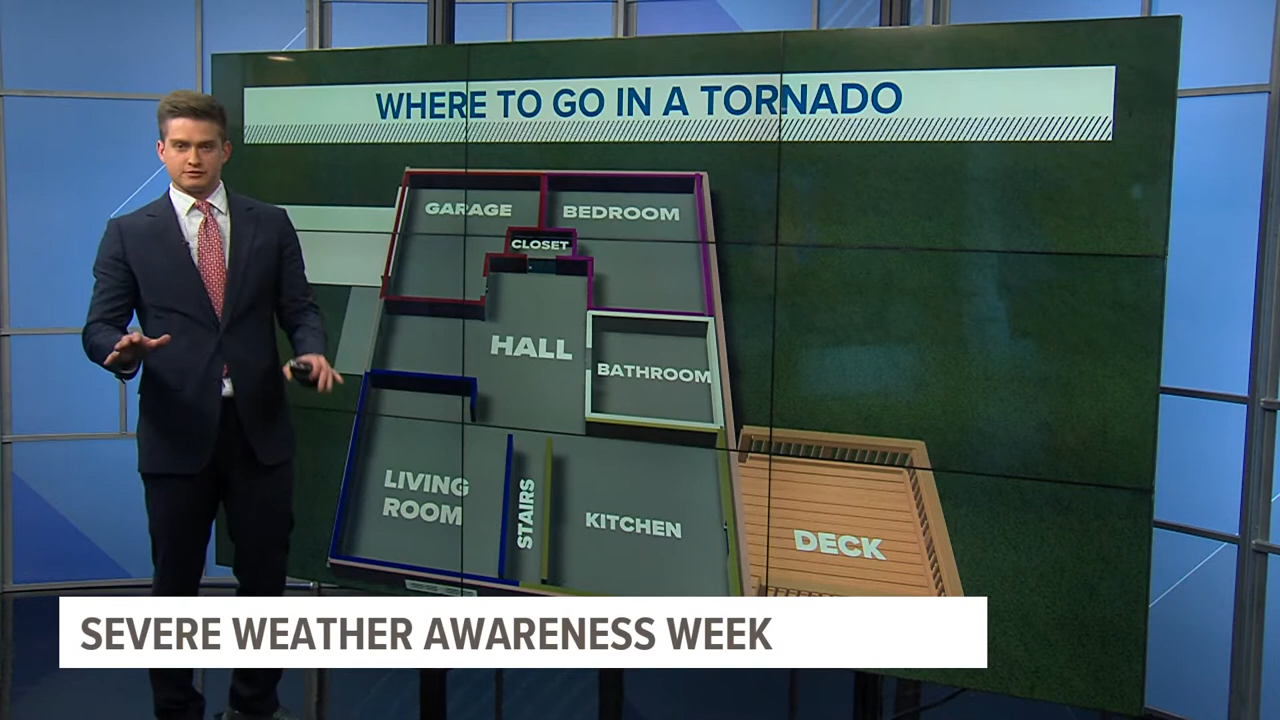 WHERE TO GO IN A TORNADO
GARAGE
BEDROOM
CLOSET
HALL
BATHROOM
LIVING
ROOM
STAIRS
KITCHEN
DECK
SEVERE WEATHER AWARENESS WEEK